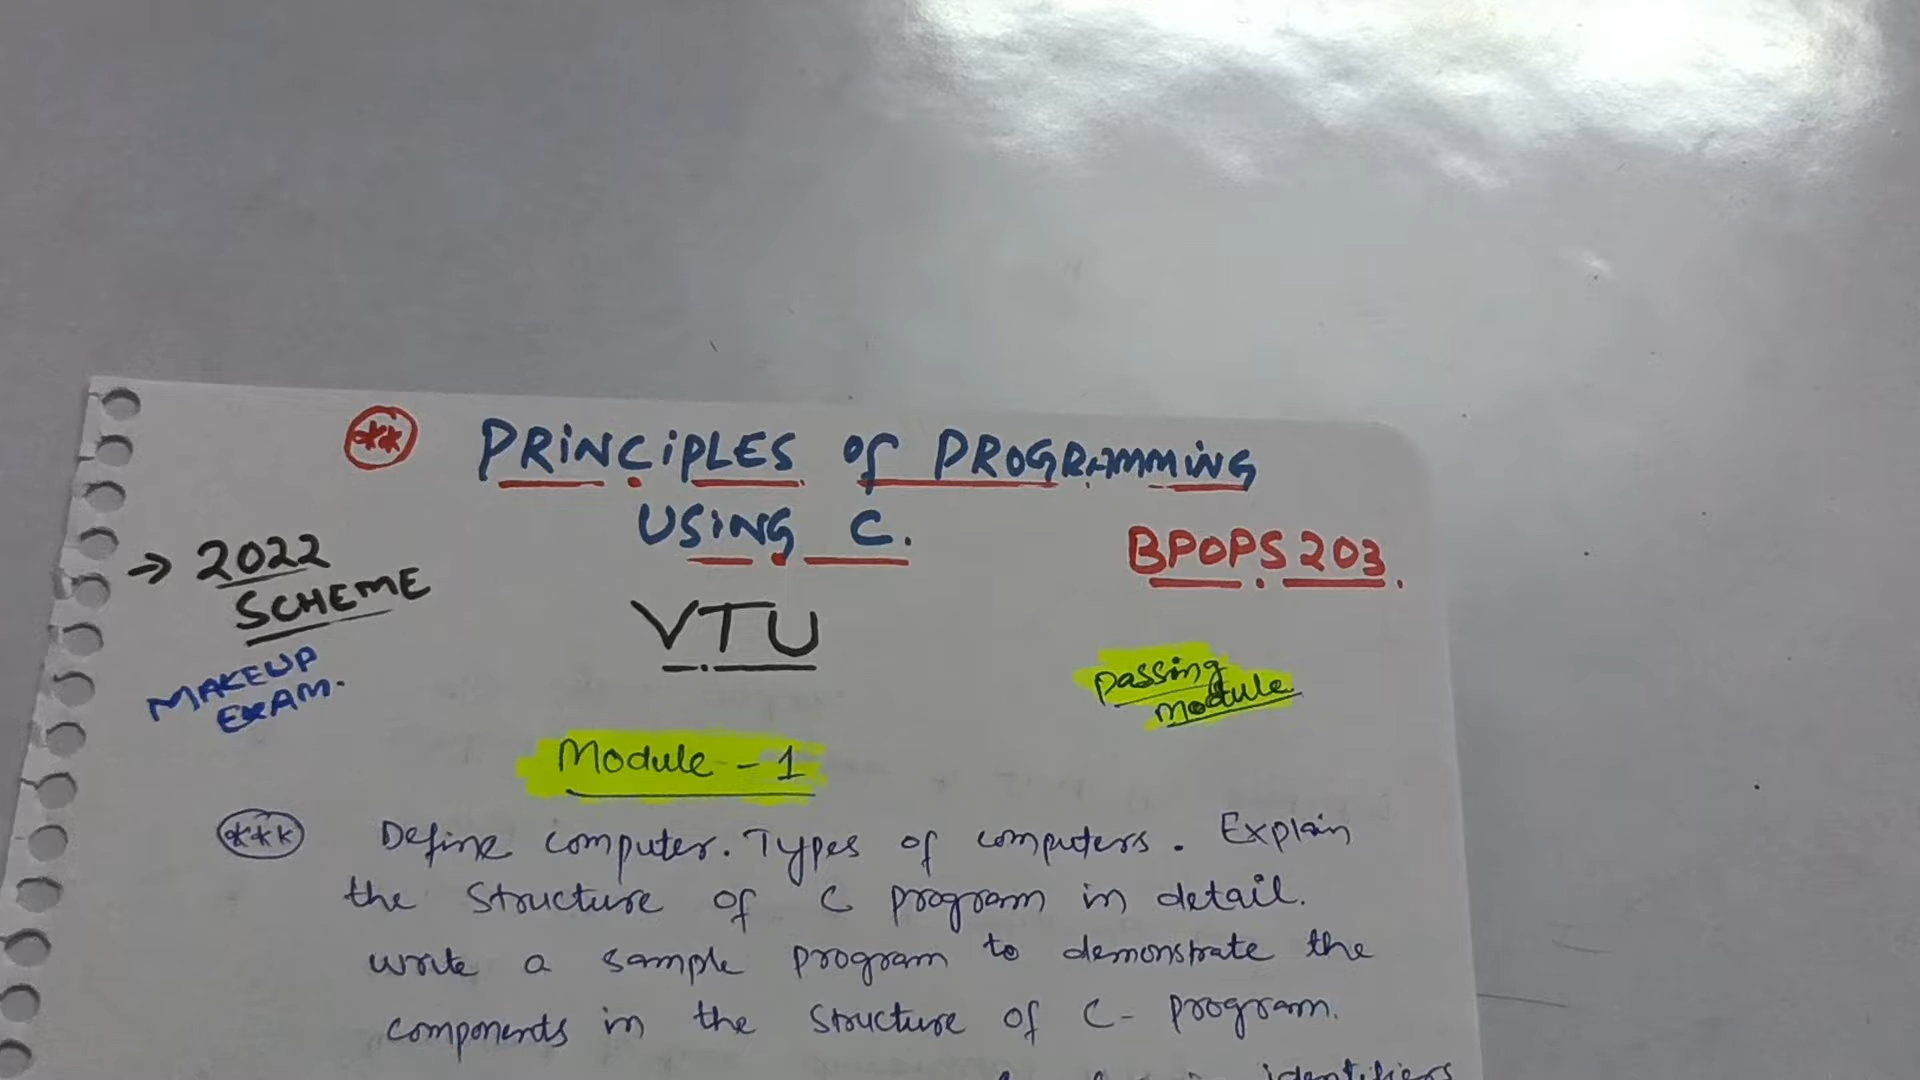 ** PRINCIPLES of PROGRAMMING
USING C.
BPOPS203.
→ 2022
SCHEME
VTU
MAKEUP
EXAM.
passing
module
Module - 1
*** Define computer. Types of computers. Explain
the structure of C program in detail.
write a sample program to demonstrate the
components in the structure of C- program.
identifiers